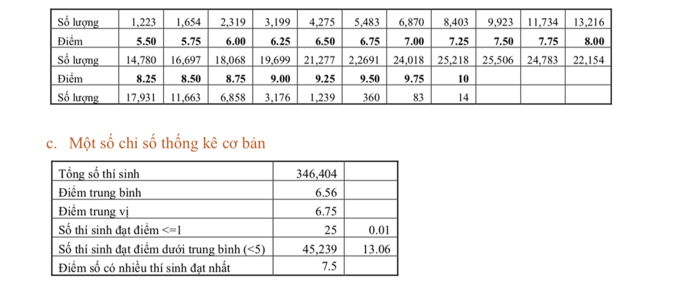 Số lượng 1,223 1,654 2,319 3,199 4,275 5,483 6,870 8,403 9,923 11,734 13,216
Điểm 5.50 5.75 6.00 6.25 6.50 6.75 7.00 7.25 7.50 7.75 8.00
Số lượng 14,780 16,697 18,068 19,699 21,277 2,2691 24,018 25,218 25,506 24,783 22,154
Điểm 8.25 8.50 8.75 9.00 9.25 9.50 9.75 10
Số lượng 17,931 11,663 6,858 3,176 1,239 360 83 14
c. Một số chỉ số thống kê cơ bản
Tổng số thí sinh 346,404
Điểm trung bình 6.56
Điểm trung vị 6.75
Số thí sinh đạt điểm <=1 25 0.01
Số thí sinh đạt điểm dưới trung bình (<5) 45,239 13.06
Điểm số có nhiều thí sinh đạt nhất 7.5